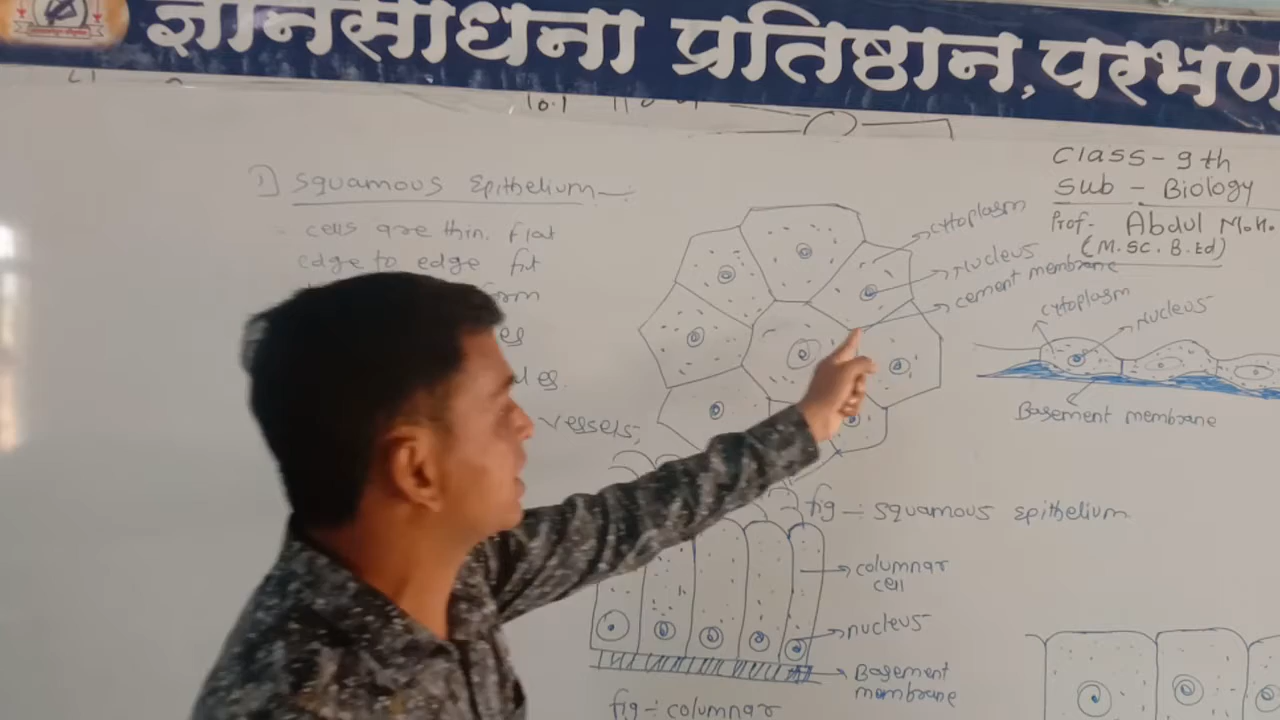 ज्ञानसाधना प्रतिष्ठान, परभण
Class - 9th
Sub - Biology
Prof. Abdul M.H.
(M.Sc. B.Ed)
1) Squamous Epithelium -:
- cells are thin, flat
edge to edge fit
vessels,
cytoplasm
nucleus
cement membrane
cytoplasm
nucleus
Basement membrane
fig -: squamous epithelium
columnar
cell
nucleus
Basement
membrane
fig -: columnar